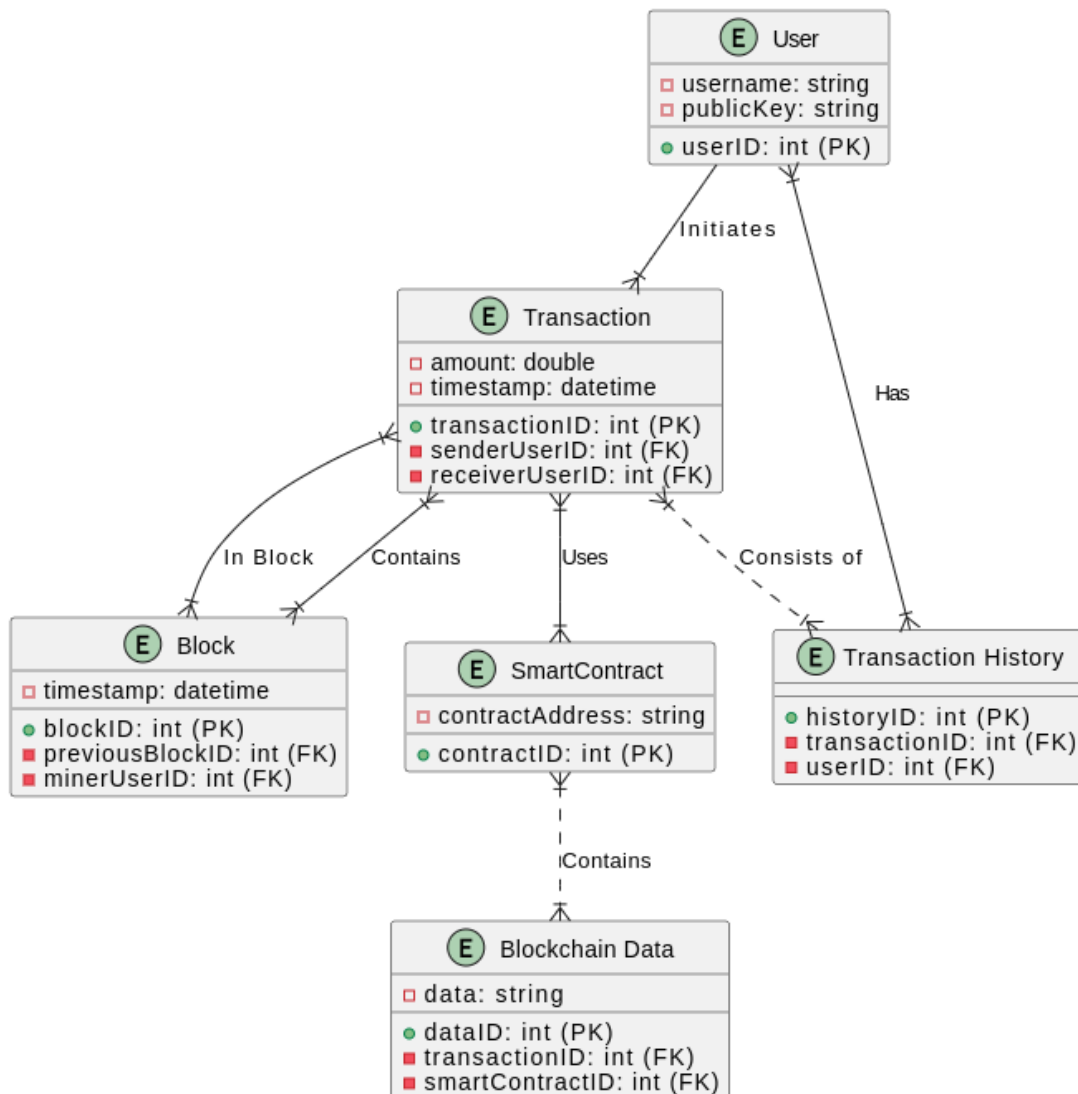 E User
username: string
publicKey: string
userID: int (PK)
Initiates
E Transaction
amount: double
timestamp: datetime
transactionID: int (PK)
senderUserID: int (FK)
receiverUserID: int (FK)
Has
In Block
Contains
Uses
Consists of
E Block
timestamp: datetime
blockID: int (PK)
previousBlockID: int (FK)
minerUserID: int (FK)
E SmartContract
contractAddress: string
contractID: int (PK)
E Transaction History
historyID: int (PK)
transactionID: int (FK)
userID: int (FK)
Contains
E Blockchain Data
data: string
dataID: int (PK)
transactionID: int (FK)
smartContractID: int (FK)